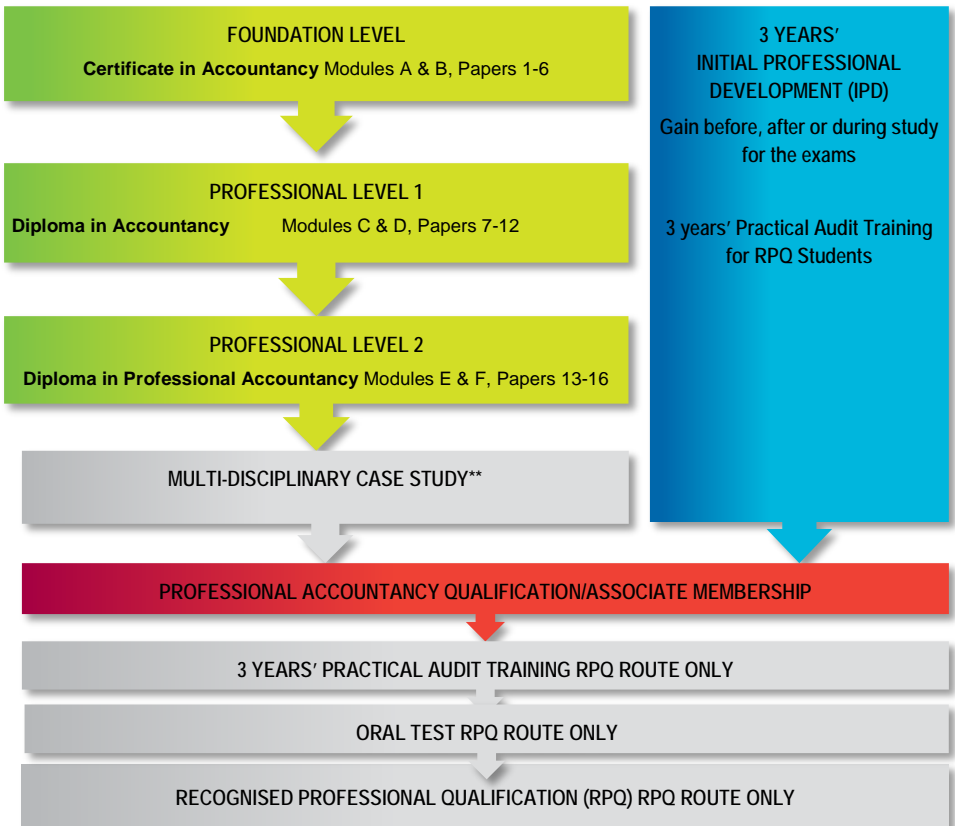 FOUNDATION LEVEL
Certificate in Accountancy Modules A & B, Papers 1-6
PROFESSIONAL LEVEL 1
Diploma in Accountancy Modules C & D, Papers 7-12
PROFESSIONAL LEVEL 2
Diploma in Professional Accountancy Modules E & F, Papers 13-16
MULTI-DISCIPLINARY CASE STUDY**
3 YEARS’
INITIAL PROFESSIONAL
DEVELOPMENT (IPD)
Gain before, after or during study
for the exams
3 years’ Practical Audit Training
for RPQ Students
PROFESSIONAL ACCOUNTANCY QUALIFICATION/ASSOCIATE MEMBERSHIP
3 YEARS’ PRACTICAL AUDIT TRAINING RPQ ROUTE ONLY
ORAL TEST RPQ ROUTE ONLY
RECOGNISED PROFESSIONAL QUALIFICATION (RPQ) RPQ ROUTE ONLY